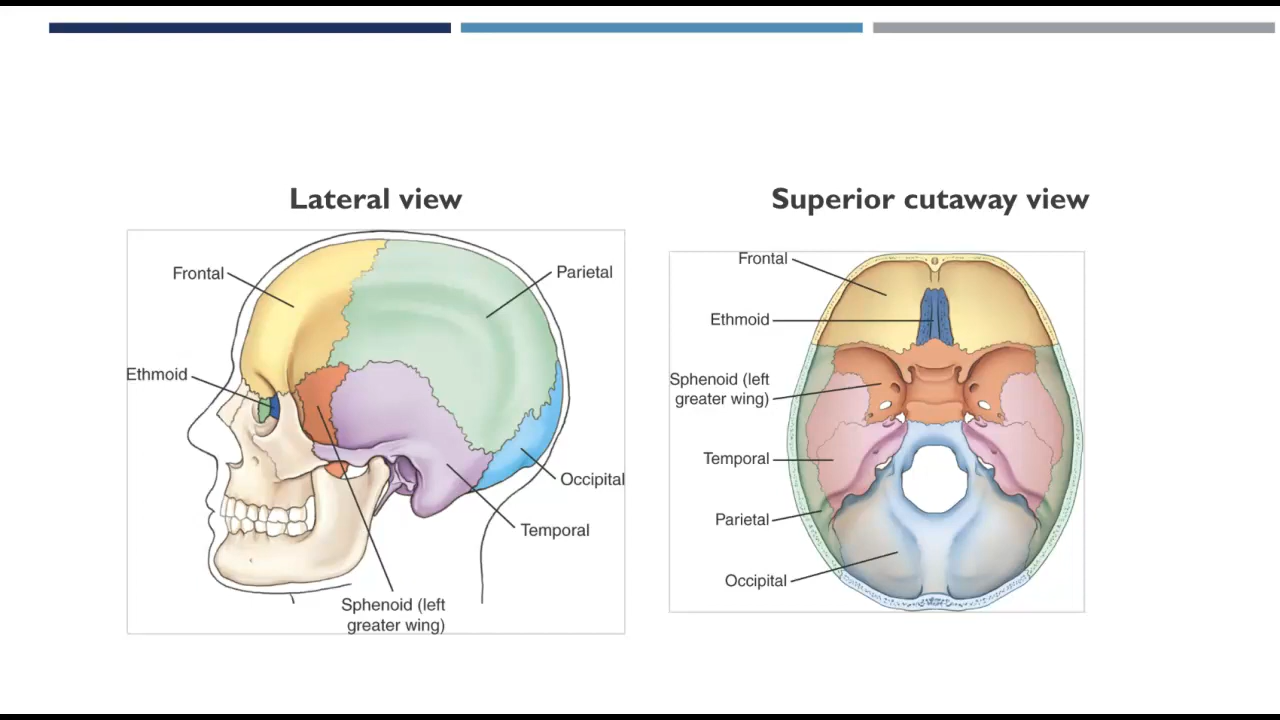 Lateral view
Frontal
Parietal
Ethmoid
Occipital
Temporal
Sphenoid (left
greater wing)
Superior cutaway view
Frontal
Ethmoid
Sphenoid (left
greater wing)
Temporal
Parietal
Occipital